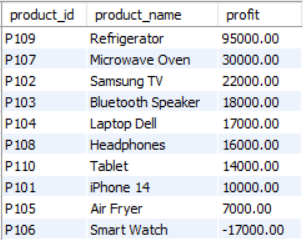 product_id product_name profit
P109 Refrigerator 95000.00
P107 Microwave Oven 30000.00
P102 Samsung TV 22000.00
P103 Bluetooth Speaker 18000.00
P104 Laptop Dell 17000.00
P108 Headphones 16000.00
P110 Tablet 14000.00
P101 iPhone 14 10000.00
P105 Air Fryer 7000.00
P106 Smart Watch -17000.00